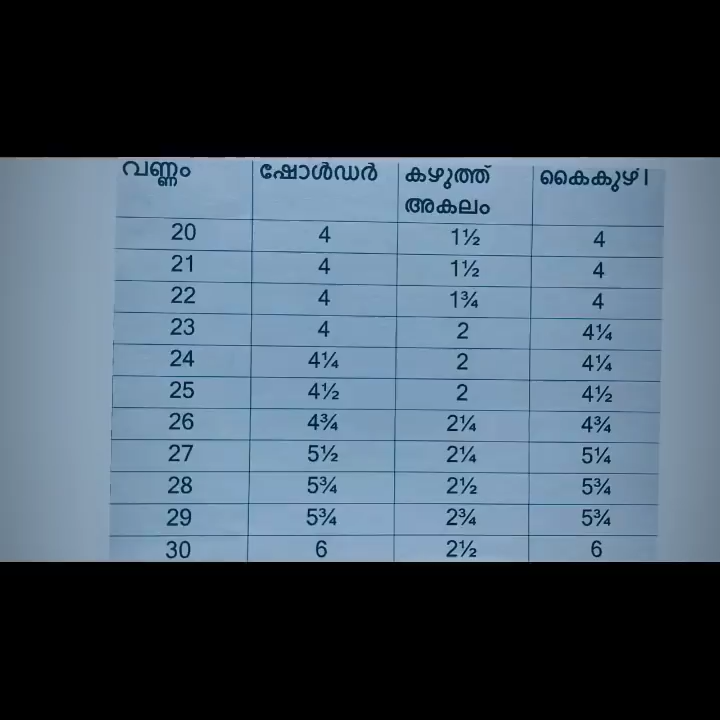 വണ്ണം ഷോൾഡർ കഴുത്ത് അകലം കൈകുഴി
20 4 1½ 4
21 4 1½ 4
22 4 1¾ 4
23 4 2 4¼
24 4¼ 2 4¼
25 4½ 2 4½
26 4¾ 2¼ 4¾
27 5½ 2¼ 5¼
28 5¾ 2½ 5¾
29 5¾ 2¾ 5¾
30 6 2½ 6